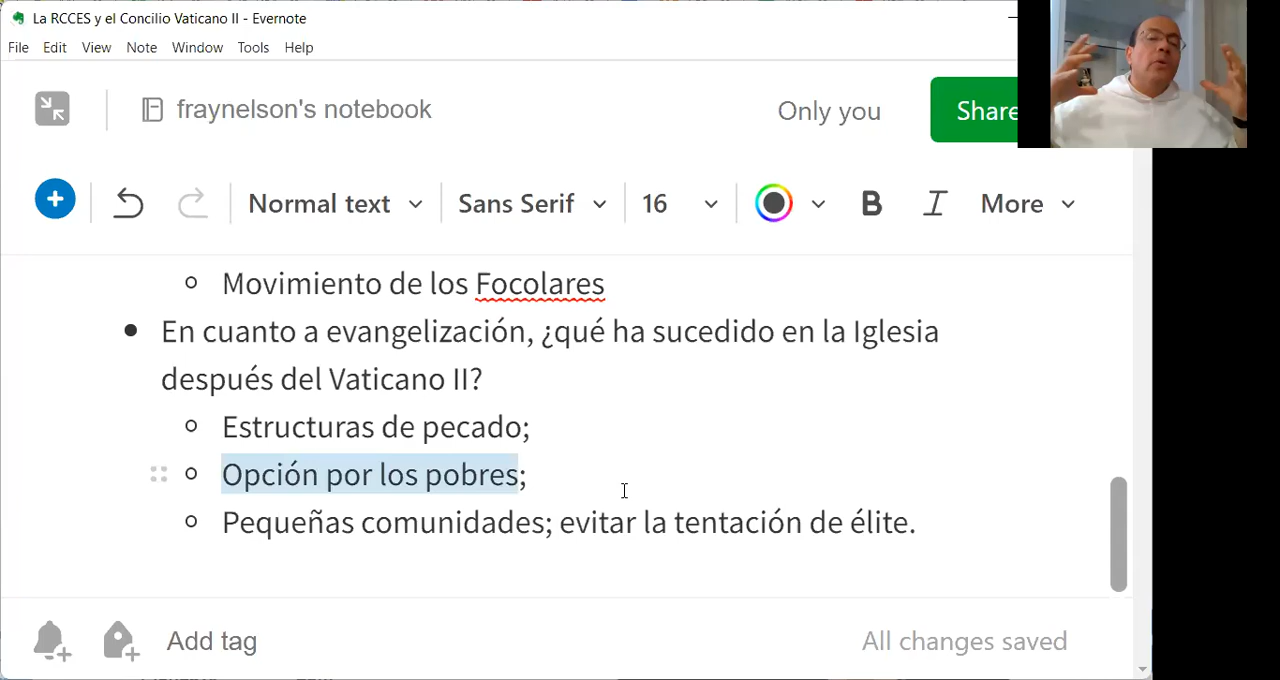 La RCCES y el Concilio Vaticano II - Evernote
File Edit View Note Window Tools Help
fraynelson's notebook
Only you
Share
Normal text
Sans Serif
16
B
I
More
Movimiento de los Focolares
En cuanto a evangelización, ¿qué ha sucedido en la Iglesia
después del Vaticano II?
Estructuras de pecado;
Opción por los pobres;
Pequeñas comunidades; evitar la tentación de élite.
Add tag
All changes saved